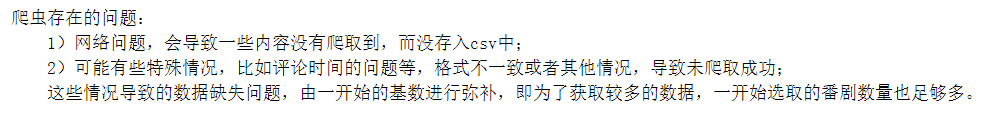 爬虫存在的问题:
1)网络问题,会导致一些内容没有爬取到,而没存入csv中;
2)可能有些特殊情况,比如评论时间的问题等,格式不一致或者其他情况,导致未爬取成功;
这些情况导致的数据缺失问题,由一开始的基数进行弥补,即为了获取较多的数据,一开始选取的番剧数量也足够多。